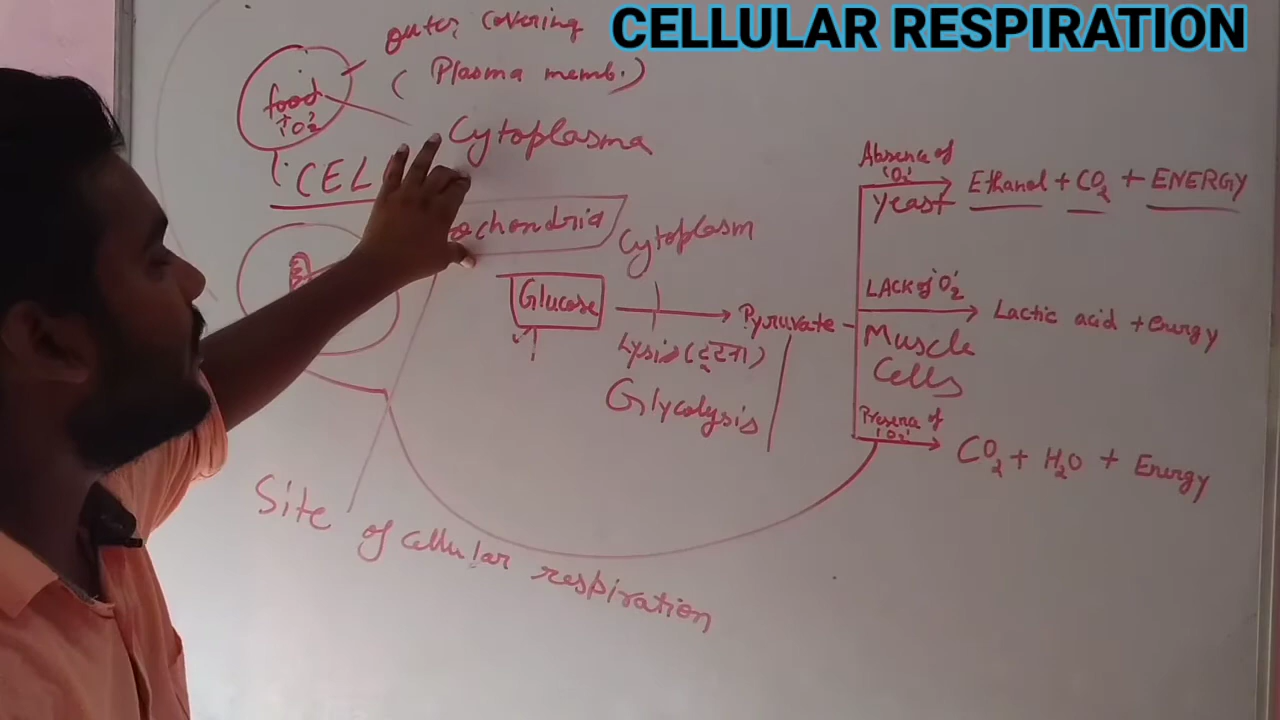 CELLULAR RESPIRATION
outer covering
(Plasma memb.)
food
+
'O2'
Cytoplasma
'CEL
ochondria
Cytoplasm
Glucose
Pyruvate
Lysis (टूटना)
Glycolysis
Absence of
'O2'
Yeast
Ethanol + CO2 + ENERGY
LACK of 'O2'
Muscle
Cells
Lactic acid + Energy
Presence of
'O2'
CO2 + H2O + Energy
Site of cellular respiration